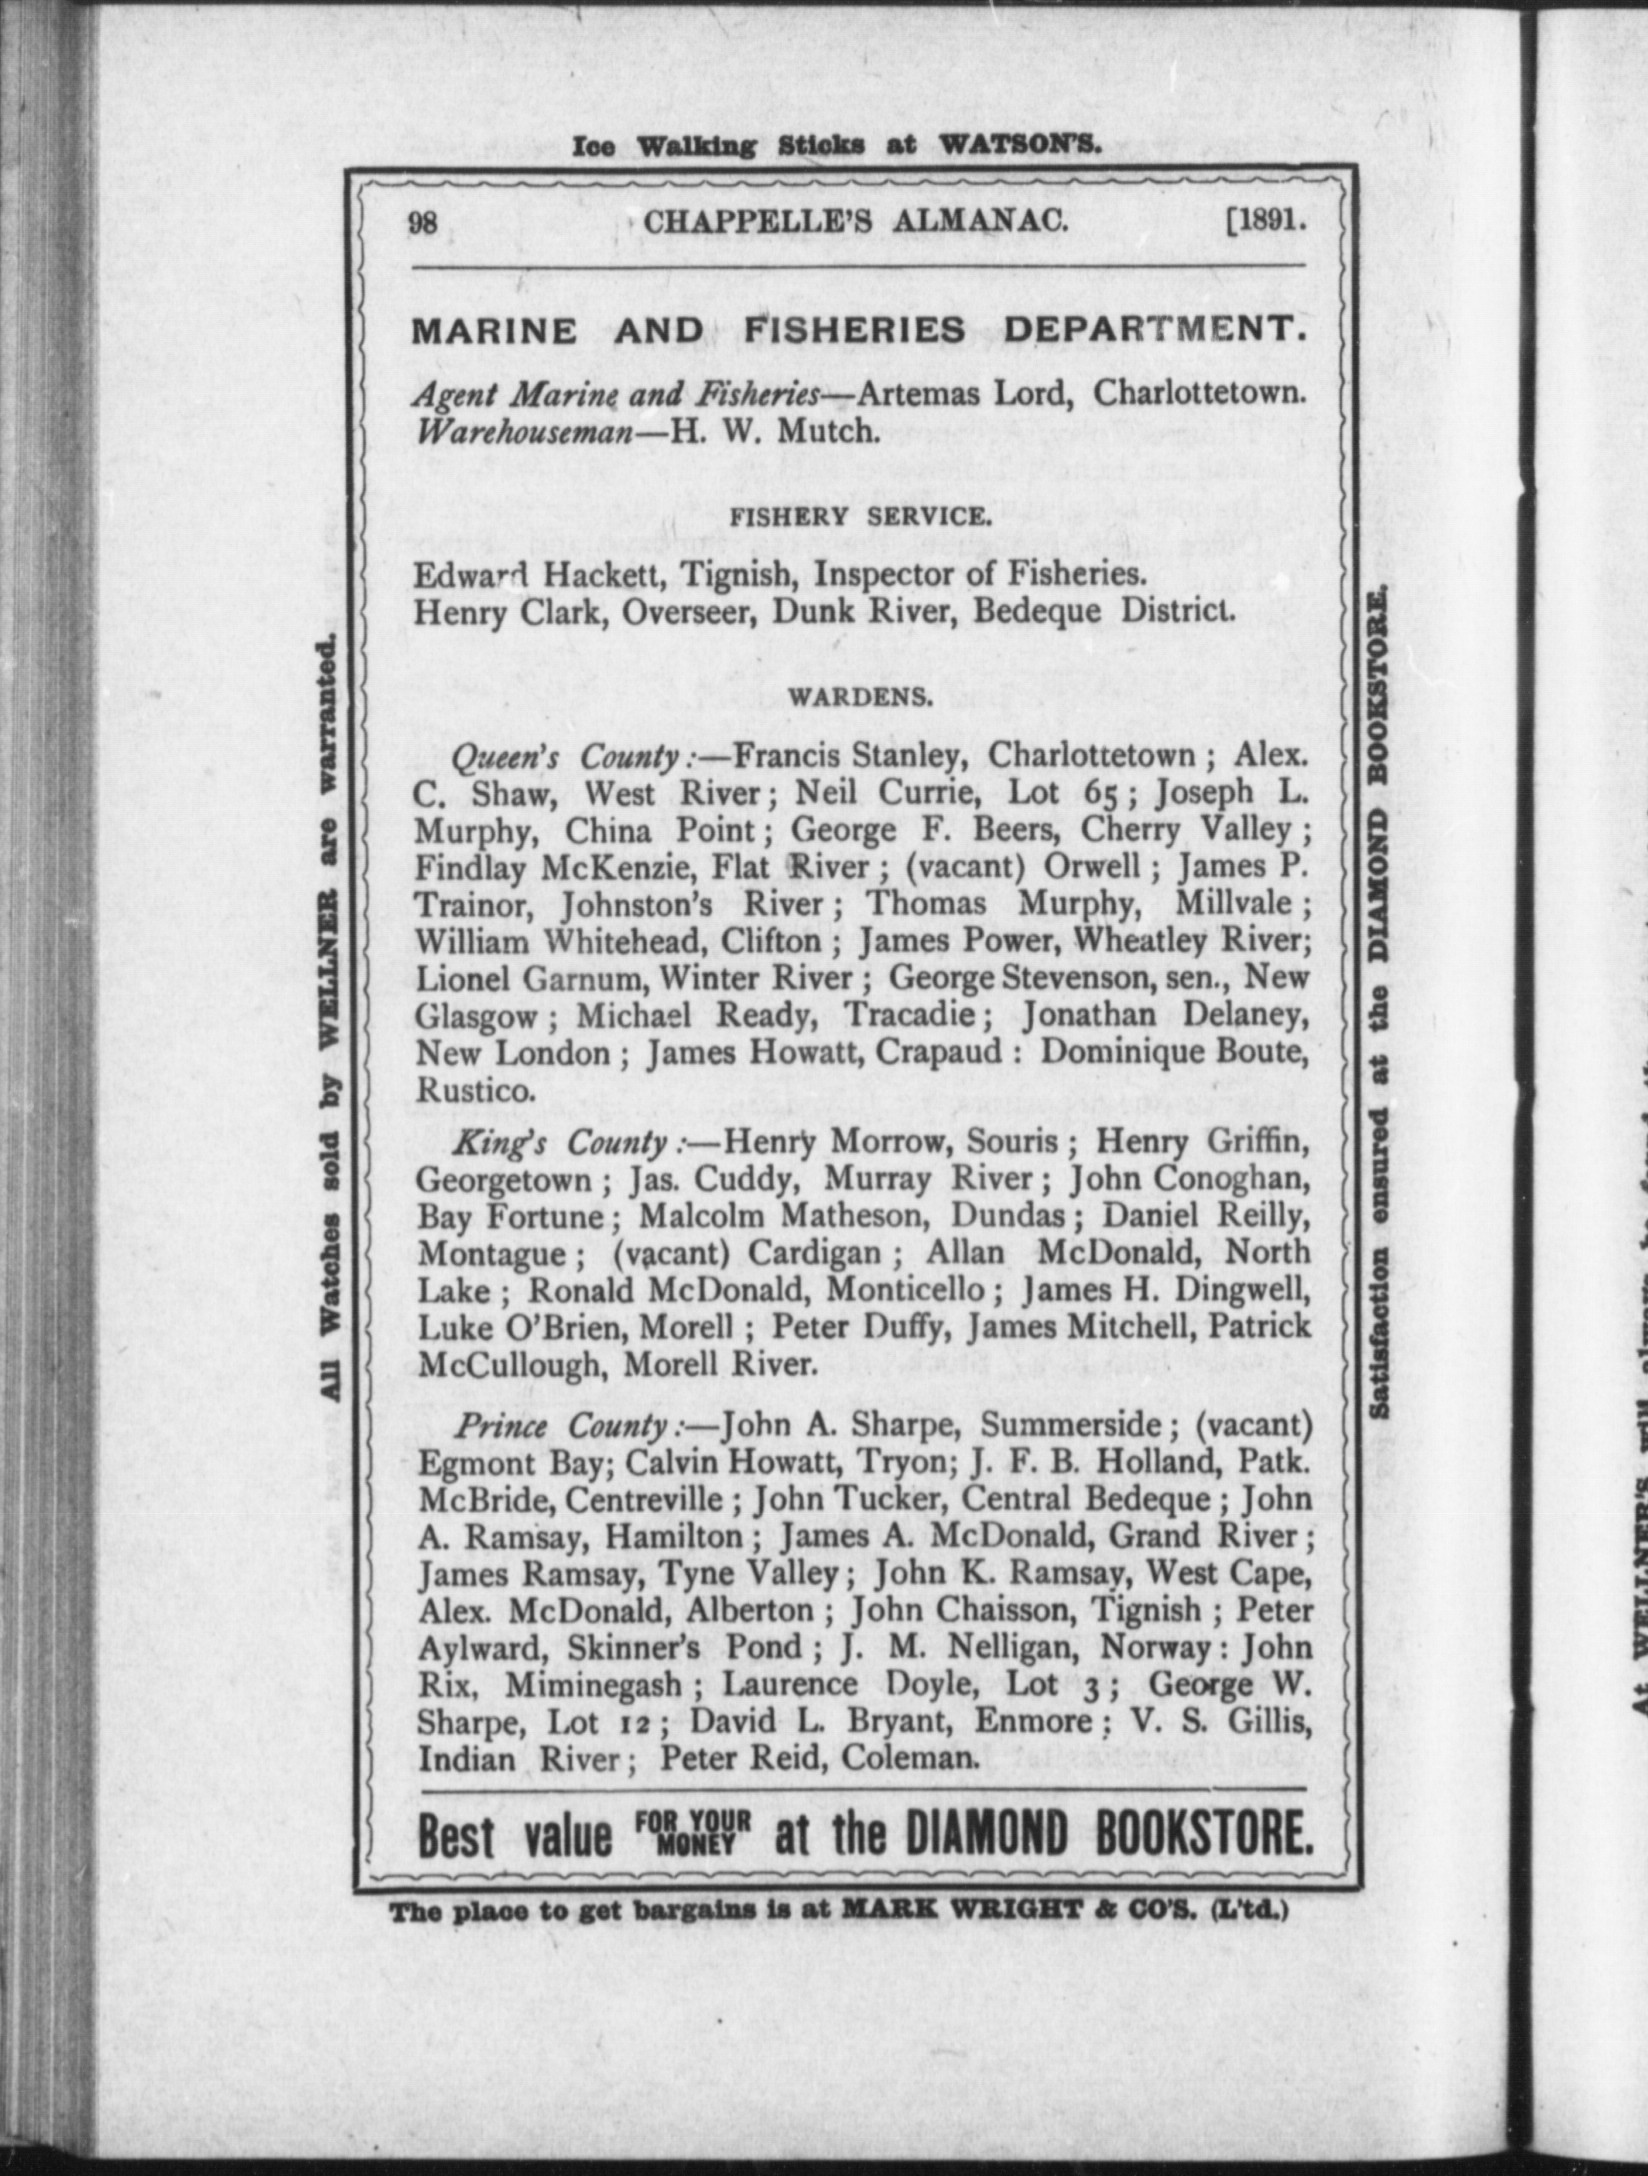 Ice Walking Sticks at WATSON'S.
98 CHAPPELLE'S ALMANAC. [1891.
MARINE AND FISHERIES DEPARTMENT.
Agent Marine and Fisheries—Artemas Lord, Charlottetown.
Warehouseman—H. W. Mutch.
FISHERY SERVICE.
Edward Hackett, Tignish, Inspector of Fisheries.
Henry Clark, Overseer, Dunk River, Bedeque District.
WARDENS.
Queen's County:—Francis Stanley, Charlottetown; Alex.
C. Shaw, West River; Neil Currie, Lot 65; Joseph L.
Murphy, China Point; George F. Beers, Cherry Valley;
Findlay McKenzie, Flat River; (vacant) Orwell; James P.
Trainor, Johnston's River; Thomas Murphy, Millvale;
William Whitehead, Clifton; James Power, Wheatley River;
Lionel Garnum, Winter River; George Stevenson, sen., New
Glasgow; Michael Ready, Tracadie; Jonathan Delaney,
New London; James Howatt, Crapaud: Dominique Boute,
Rustico.
King's County:—Henry Morrow, Souris; Henry Griffin,
Georgetown; Jas. Cuddy, Murray River; John Conoghan,
Bay Fortune; Malcolm Matheson, Dundas; Daniel Reilly,
Montague; (vacant) Cardigan; Allan McDonald, North
Lake; Ronald McDonald, Monticello; James H. Dingwell,
Luke O'Brien, Morell; Peter Duffy, James Mitchell, Patrick
McCullough, Morell River.
Prince County:—John A. Sharpe, Summerside; (vacant)
Egmont Bay; Calvin Howatt, Tryon; J. F. B. Holland, Patk.
McBride, Centreville; John Tucker, Central Bedeque; John
A. Ramsay, Hamilton; James A. McDonald, Grand River;
James Ramsay, Tyne Valley; John K. Ramsay, West Cape,
Alex. McDonald, Alberton; John Chaisson, Tignish; Peter
Aylward, Skinner's Pond; J. M. Nelligan, Norway: John
Rix, Miminegash; Laurence Doyle, Lot 3; George W.
Sharpe, Lot 12; David L. Bryant, Enmore; V. S. Gillis,
Indian River; Peter Reid, Coleman.
Best value FOR YOUR MONEY at the DIAMOND BOOKSTORE.
The place to get bargains is at MARK WRIGHT & CO'S. (L'td.)
All Watches sold by WELLNER are warranted.
Satisfaction ensured at the DIAMOND BOOKSTORE.
At WELLNER'S will always be